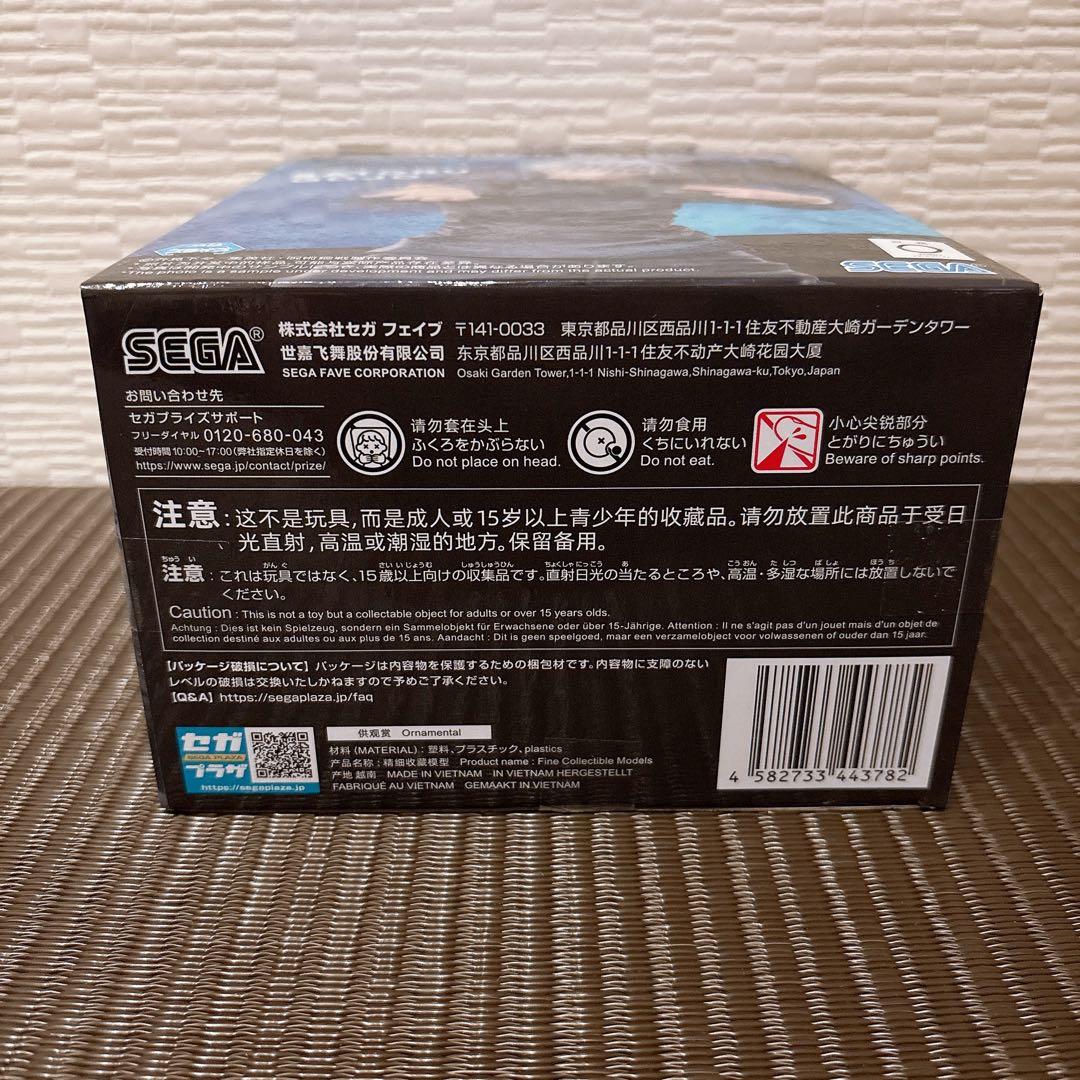 SEGA®
株式会社セガ フェイブ 〒141-0033 東京都品川区西品川1-1-1住友不動産大崎ガーデンタワー
世嘉飞舞股份有限公司 东京都品川区西品川1-1-1住友不动产大崎花园大厦
SEGA FAVE CORPORATION Osaki Garden Tower,1-1-1 Nishi-Shinagawa,Shinagawa-ku,Tokyo,Japan
お問い合わせ先
セガプライズサポート
フリーダイヤル 0120-680-043
受付時間10:00~17:00(弊社指定休日を除く)
https://www.sega.jp/contact/prize/
请勿套在头上
ふくろをかぶらない
Do not place on head.
请勿食用
くちにいれない
Do not eat.
小心尖锐部分
とがりにちゅうい
Beware of sharp points.
注意:这不是玩具,而是成人或15岁以上青少年的收藏品。请勿放置此商品于受日
光直射,高温或潮湿的地方。保留备用。
注意:これは玩具ではなく、15歳以上向けの収集品です。直射日光の当たるところや、高温・多湿な場所には放置しないで
ください。
Caution : This is not a toy but a collectable object for adults or over 15 years olds.
Achtung : Dies ist kein Spielzeug, sondern ein Sammelobjekt für Erwachsene oder über 15-Jährige. Attention : Il ne s'agit pas d'un jouet mais d'un objet de
collection destiné aux adultes ou aux plus de 15 ans. Aandacht : Dit is geen speelgoed, maar een verzamelobject voor volwassenen of ouder dan 15 jaar.
【パッケージ破損について】パッケージは内容物を保護するための梱包材です。内容物に支障のない
レベルの破損は交換いたしかねますので予めご了承ください。
【Q&A】https://segaplaza.jp/faq
セガ
SEGA PLAZA
プラザ
https://segaplaza.jp
供观赏 Ornamental
材料(MATERIAL):塑料、プラスチック、plastics
产品名称:精细收藏模型 Product name : Fine Collectible Models
产地 越南 MADE IN VIETNAM IN VIETNAM HERGESTELLT
FABRIQUÉ AU VIETNAM GEMAAKT IN VIETNAM
4 582733 443782